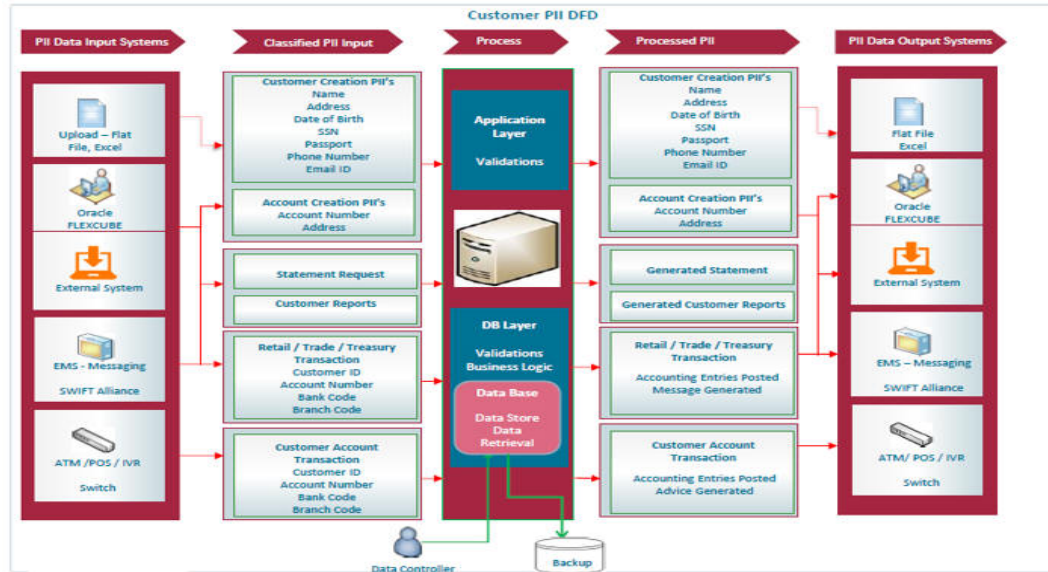 Customer PII DFD
PII Data Input Systems
Classified PII Input
Process
Processed PII
PII Data Output Systems
Upload – Flat
File, Excel
Oracle
FLEXCUBE
External System
EMS - Messaging
SWIFT Alliance
ATM /POS / IVR
Switch
Customer Creation PII's
Name
Address
Date of Birth
SSN
Passport
Phone Number
Email ID
Account Creation PII's
Account Number
Address
Statement Request
Customer Reports
Retail / Trade / Treasury
Transaction
Customer ID
Account Number
Bank Code
Branch Code
Customer Account
Transaction
Customer ID
Account Number
Bank Code
Branch Code
Application
Layer
Validations
DB Layer
Validations
Business Logic
Data Base
Data Store
Data
Retrieval
Customer Creation PII's
Name
Address
Date of Birth
SSN
Passport
Phone Number
Email ID
Account Creation PII's
Account Number
Address
Generated Statement
Generated Customer Reports
Retail / Trade / Treasury
Transaction
Accounting Entries Posted
Message Generated
Customer Account
Transaction
Accounting Entries Posted
Advice Generated
Flat File
Excel
Oracle
FLEXCUBE
External System
EMS – Messaging
SWIFT Alliance
ATM/ POS / IVR
Switch
Data Controller
Backup